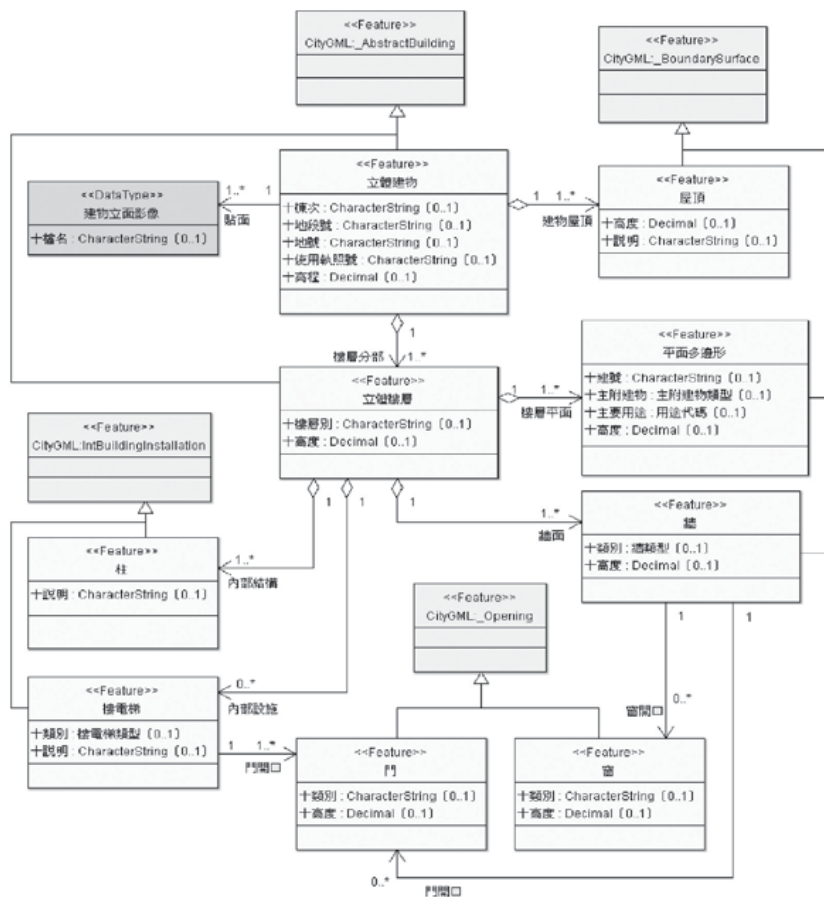 <<Feature>>
CityGML:_AbstractBuilding
<<Feature>>
CityGML:_BoundarySurface
<<Feature>>
立體建物
+棟次 : CharacterString [0..1]
+地段號 : CharacterString [0..1]
+地號 : CharacterString [0..1]
+使用執照號 : CharacterString [0..1]
+高程 : Decimal [0..1]
<<DataType>>
建物立面影像
+檔名 : CharacterString [0..1]
1..*
1
貼面
1
1..*
建物屋頂
<<Feature>>
屋頂
+高度 : Decimal [0..1]
+說明 : CharacterString [0..1]
1
樓層分部
1..*
<<Feature>>
立體樓層
+樓層別 : CharacterString [0..1]
+高度 : Decimal [0..1]
1
1..*
樓層平面
<<Feature>>
平面多邊形
+建號 : CharacterString [0..1]
+主附建物 : 主附建物類型 [0..1]
+主要用途 : 用途代碼 [0..1]
+高度 : Decimal [0..1]
<<Feature>>
CityGML:IntBuildingInstallation
1
1
1
1..*
牆面
<<Feature>>
牆
+類別 : 牆類型 [0..1]
+高度 : Decimal [0..1]
<<Feature>>
柱
+說明 : CharacterString [0..1]
1..*
內部結構
<<Feature>>
CityGML:_Opening
1
1
<<Feature>>
樓電梯
+類別 : 樓電梯類型 [0..1]
+說明 : CharacterString [0..1]
0..*
內部設施
0..*
窗開口
1
1..*
門開口
<<Feature>>
門
+類別 : CharacterString [0..1]
+高度 : Decimal [0..1]
<<Feature>>
窗
+類別 : CharacterString [0..1]
+高度 : Decimal [0..1]
0..*
門開口